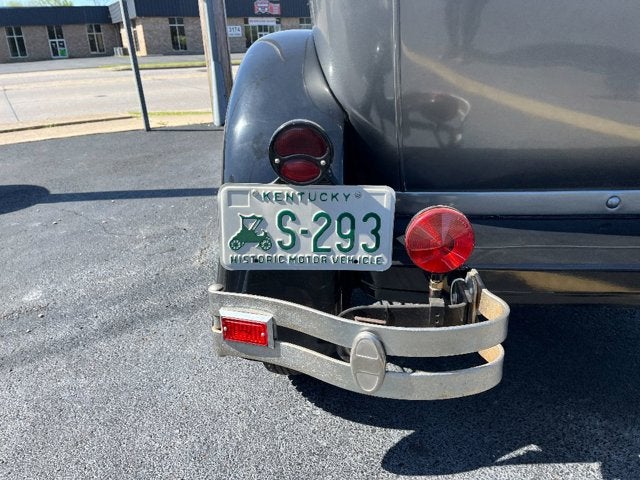 KENTUCKY
S-293
HISTORIC MOTOR VEHICLE